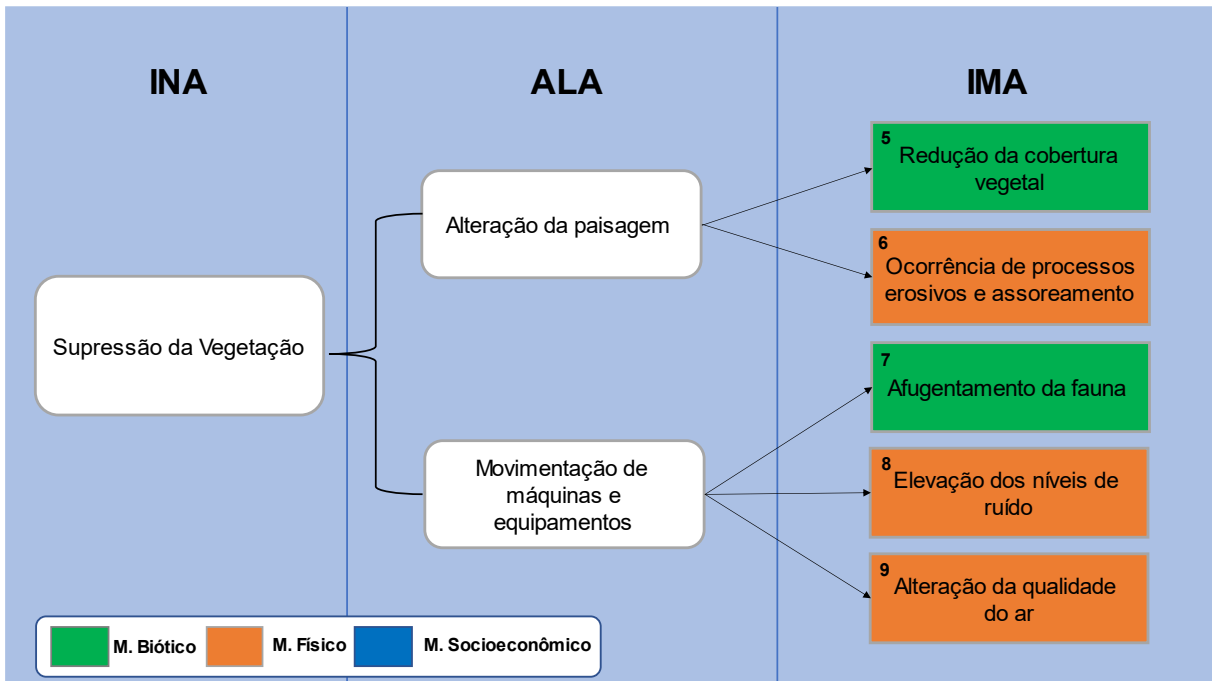 INA
ALA
IMA
Supressão da Vegetação
Alteração da paisagem
Movimentação de
máquinas e
equipamentos
5
Redução da cobertura
vegetal
6
Ocorrência de processos
erosivos e assoreamento
7
Afugentamento da fauna
8
Elevação dos níveis de
ruído
9
Alteração da qualidade
do ar
M. Biótico
M. Físico
M. Socioeconômico